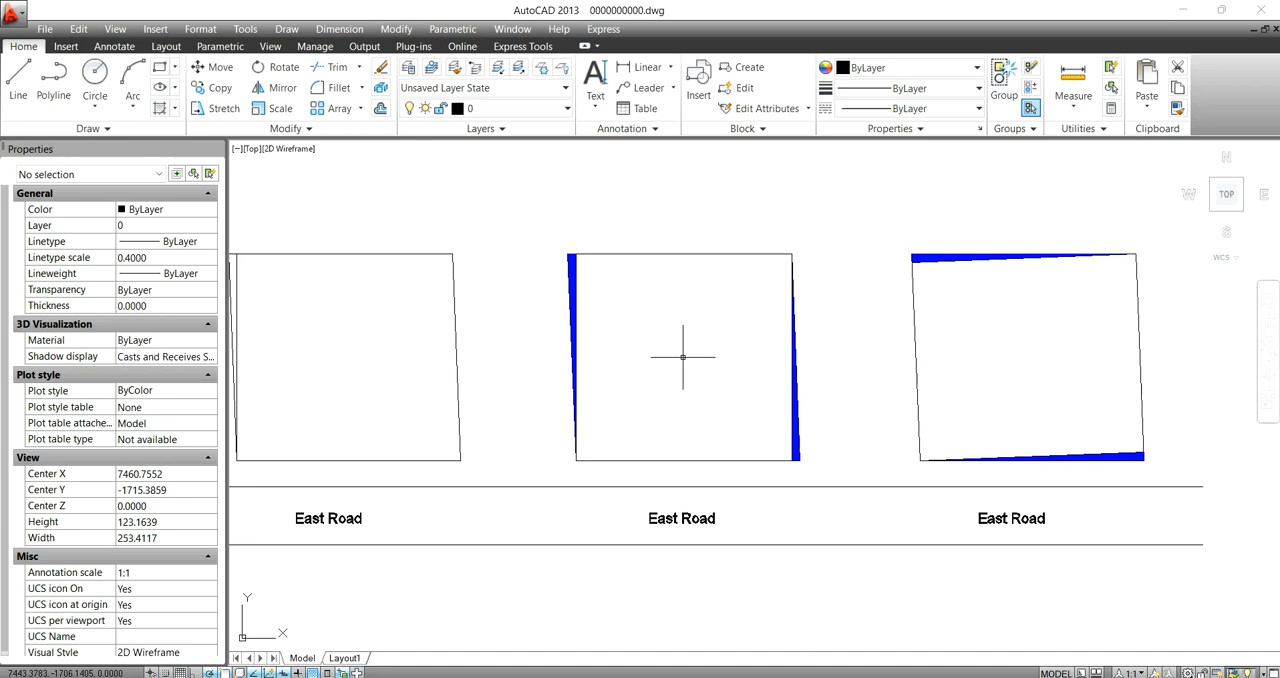 AutoCAD 2013 0000000000.dwg
File Edit View Insert Format Tools Draw Dimension Modify Parametric Window Help Express
Home Insert Annotate Layout Parametric View Manage Output Plug-ins Online Express Tools
Line Polyline Circle Arc
Move Rotate Trim
Copy Mirror Fillet
Stretch Scale Array
Unsaved Layer State
0
Text
Linear
Leader
Table
Insert
Create
Edit
Edit Attributes
ByLayer
ByLayer
ByLayer
Group
Measure
Paste
Draw Modify Layers Annotation Block Properties Groups Utilities Clipboard
Properties
No selection
General
Color ByLayer
Layer 0
Linetype ByLayer
Linetype scale 0.4000
Lineweight ByLayer
Transparency ByLayer
Thickness 0.0000
3D Visualization
Material ByLayer
Shadow display Casts and Receives S...
Plot style
Plot style ByColor
Plot style table None
Plot table attache... Model
Plot table type Not available
View
Center X 7460.7552
Center Y -1715.3859
Center Z 0.0000
Height 123.1639
Width 253.4117
Misc
Annotation scale 1:1
UCS icon On Yes
UCS icon at origin Yes
UCS per viewport Yes
UCS Name
Visual Style 2D Wireframe
[−][Top][2D Wireframe]
N
W TOP E
S
WCS
East Road East Road East Road
Y
X
Model Layout1
7443.3783, -1706.1405, 0.0000 MODEL 1:1